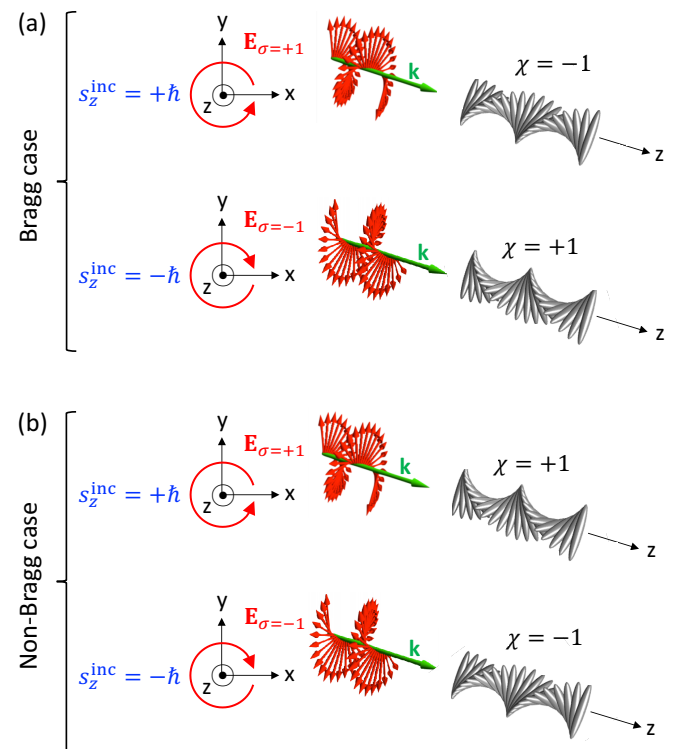 (a)
Bragg case
y
E_{σ=+1}
s_z^{inc} = +ħ
z
x
k
χ = −1
z
y
E_{σ=−1}
s_z^{inc} = −ħ
z
x
k
χ = +1
z
(b)
Non-Bragg case
y
E_{σ=+1}
s_z^{inc} = +ħ
z
x
k
χ = +1
z
y
E_{σ=−1}
s_z^{inc} = −ħ
z
x
k
χ = −1
z